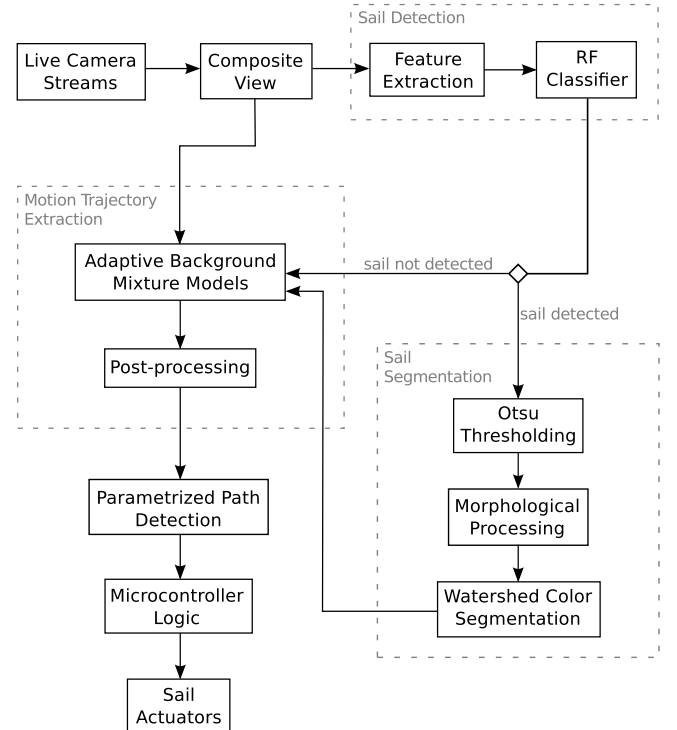 Sail Detection
Live Camera
Streams
Composite
View
Feature
Extraction
RF
Classifier
Motion Trajectory
Extraction
Adaptive Background
Mixture Models
sail not detected
sail detected
Post-processing
Sail
Segmentation
Otsu
Thresholding
Parametrized Path
Detection
Morphological
Processing
Microcontroller
Logic
Watershed Color
Segmentation
Sail
Actuators